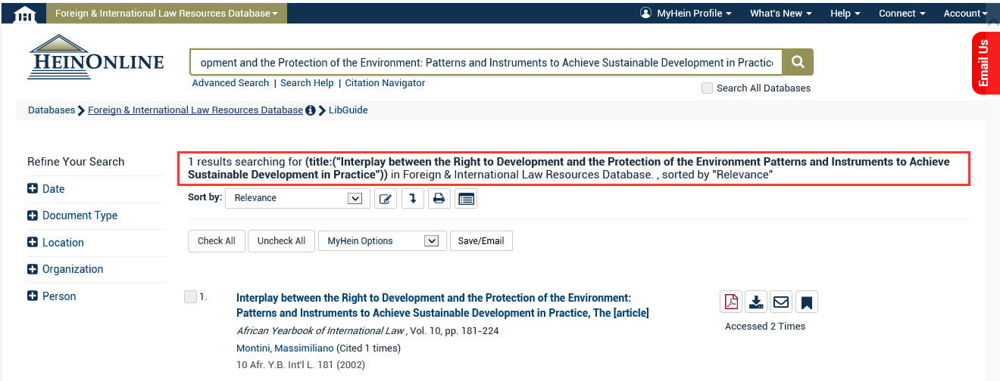 Foreign & International Law Resources Database
MyHein Profile
What's New
Help
Connect
Account
HEINONLINE
opment and the Protection of the Environment: Patterns and Instruments to Achieve Sustainable Development in Practice
Email Us
Advanced Search | Search Help | Citation Navigator
Search All Databases
Databases > Foreign & International Law Resources Database > LibGuide
Refine Your Search
Date
Document Type
Location
Organization
Person
1 results searching for (title:("Interplay between the Right to Development and the Protection of the Environment Patterns and Instruments to Achieve
Sustainable Development in Practice")) in Foreign & International Law Resources Database. , sorted by "Relevance"
Sort by: Relevance
Check All
Uncheck All
MyHein Options
Save/Email
1.
Interplay between the Right to Development and the Protection of the Environment:
Patterns and Instruments to Achieve Sustainable Development in Practice, The [article]
African Yearbook of International Law , Vol. 10, pp. 181-224
Montini, Massimiliano (Cited 1 times)
10 Afr. Y.B. Int'l L. 181 (2002)
Accessed 2 Times